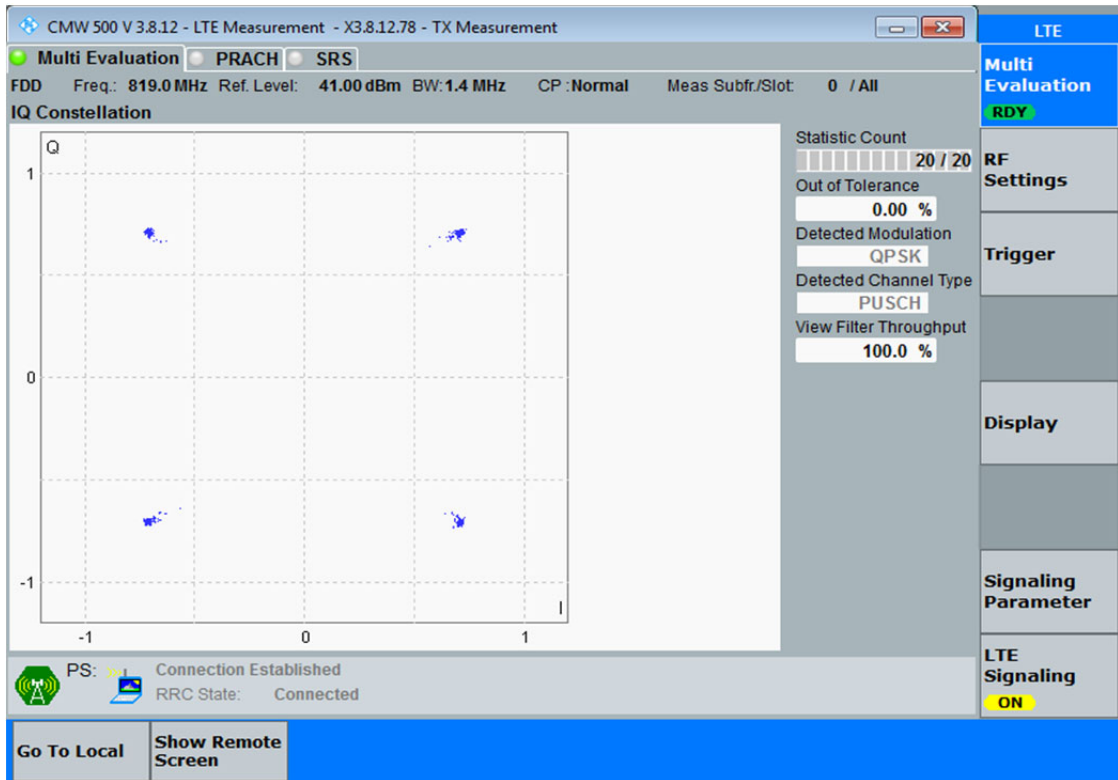 CMW 500 V 3.8.12 - LTE Measurement - X3.8.12.78 - TX Measurement
LTE
Multi Evaluation PRACH SRS
FDD Freq.: 819.0 MHz Ref. Level: 41.00 dBm BW: 1.4 MHz CP : Normal Meas Subfr./Slot: 0 / All
IQ Constellation
Q
1
0
-1
I
-1 0 1
Statistic Count
20 / 20
Out of Tolerance
0.00 %
Detected Modulation
QPSK
Detected Channel Type
PUSCH
View Filter Throughput
100.0 %
Multi
Evaluation
RDY
RF
Settings
Trigger
Display
Signaling
Parameter
LTE
Signaling
ON
PS: Connection Established
RRC State: Connected
Go To Local
Show Remote
Screen